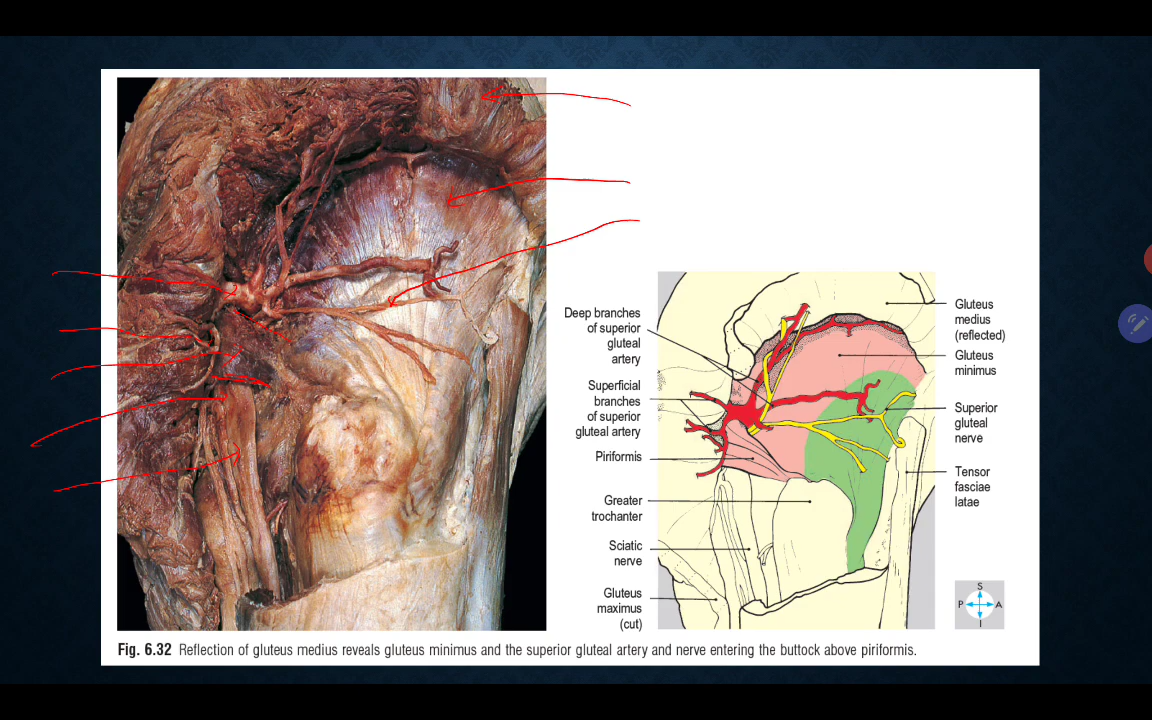 Deep branches
of superior
gluteal
artery
Superficial
branches
of superior
gluteal artery
Piriformis
Greater
trochanter
Sciatic
nerve
Gluteus
maximus
(cut)
Gluteus
medius
(reflected)
Gluteus
minimus
Superior
gluteal
nerve
Tensor
fasciae
latae
S
P A
I
Fig. 6.32 Reflection of gluteus medius reveals gluteus minimus and the superior gluteal artery and nerve entering the buttock above piriformis.